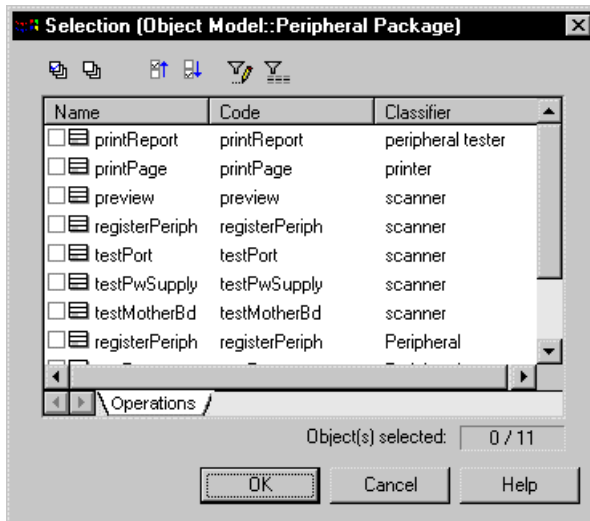 Selection (Object Model::Peripheral Package)
Name Code Classifier
printReport printReport peripheral tester
printPage printPage printer
preview preview scanner
registerPeriph registerPeriph scanner
testPort testPort scanner
testPwSupply testPwSupply scanner
testMotherBd testMotherBd scanner
registerPeriph registerPeriph Peripheral
Operations
Object(s) selected: 0 / 11
OK Cancel Help